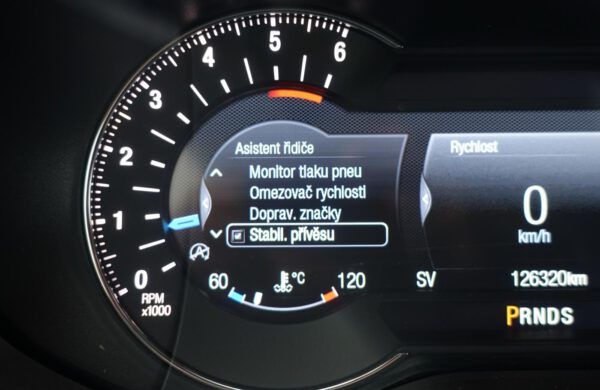 6
5
4
3
2
1
0
RPM
x1000
Asistent řidiče
Monitor tlaku pneu
Omezovač rychlosti
Doprav. značky
Stabil. přívěsu
60 °C 120
Rychlost
0
km/h
SV 126320km
PRNDS